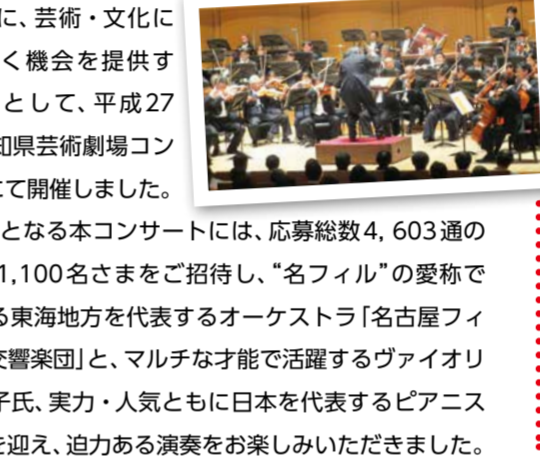 に、芸術・文化に
く機会を提供す
として、平成27
知県芸術劇場コン
にて開催しました。
となる本コンサートには、応募総数4,603通の
1,100名さまをご招待し、“名フィル”の愛称で
る東海地方を代表するオーケストラ「名古屋フィ
交響楽団」と、マルチな才能で活躍するヴァイオリ
子氏、実力・人気ともに日本を代表するピアニス
を迎え、迫力ある演奏をお楽しみいただきました。